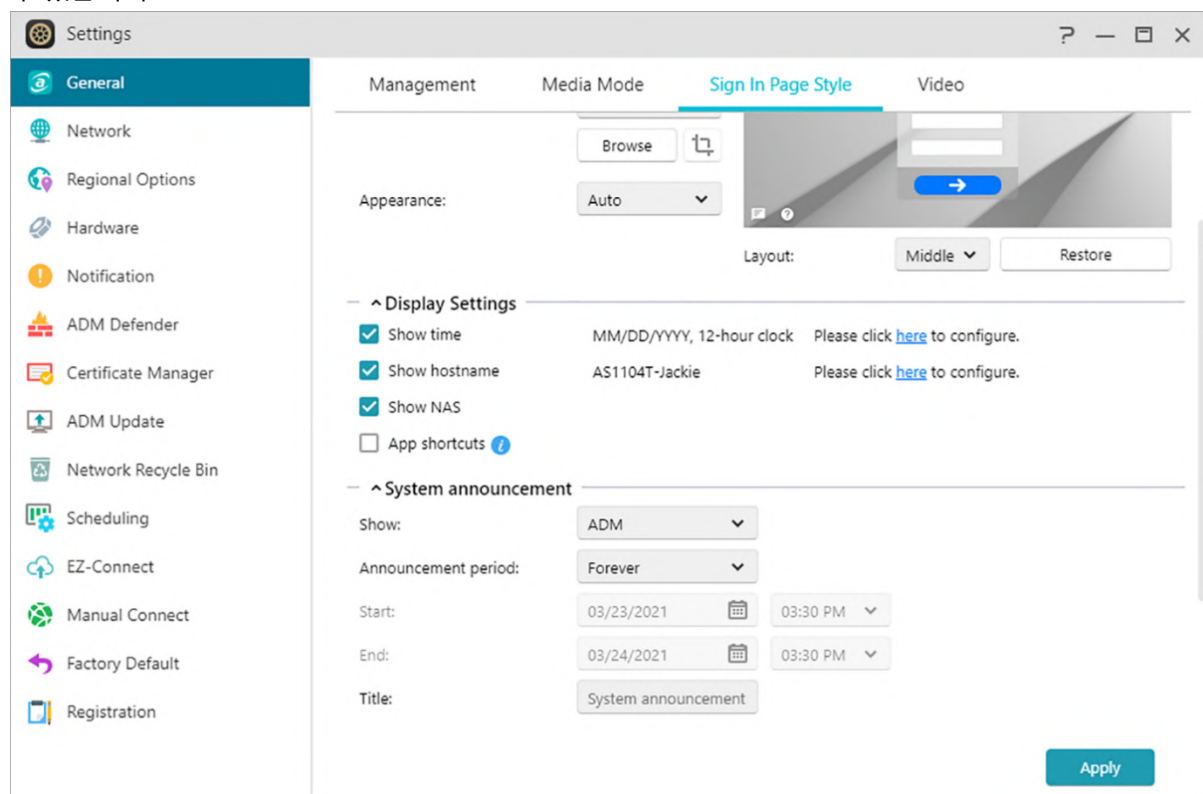 Settings
General
Network
Regional Options
Hardware
Notification
ADM Defender
Certificate Manager
ADM Update
Network Recycle Bin
Scheduling
EZ-Connect
Manual Connect
Factory Default
Registration
Management Media Mode Sign In Page Style Video
Browse
Appearance: Auto
Layout: Middle Restore
Display Settings
Show time MM/DD/YYYY, 12-hour clock Please click here to configure.
Show hostname AS1104T-Jackie Please click here to configure.
Show NAS
App shortcuts
System announcement
Show: ADM
Announcement period: Forever
Start: 03/23/2021 03:30 PM
End: 03/24/2021 03:30 PM
Title: System announcement
Apply